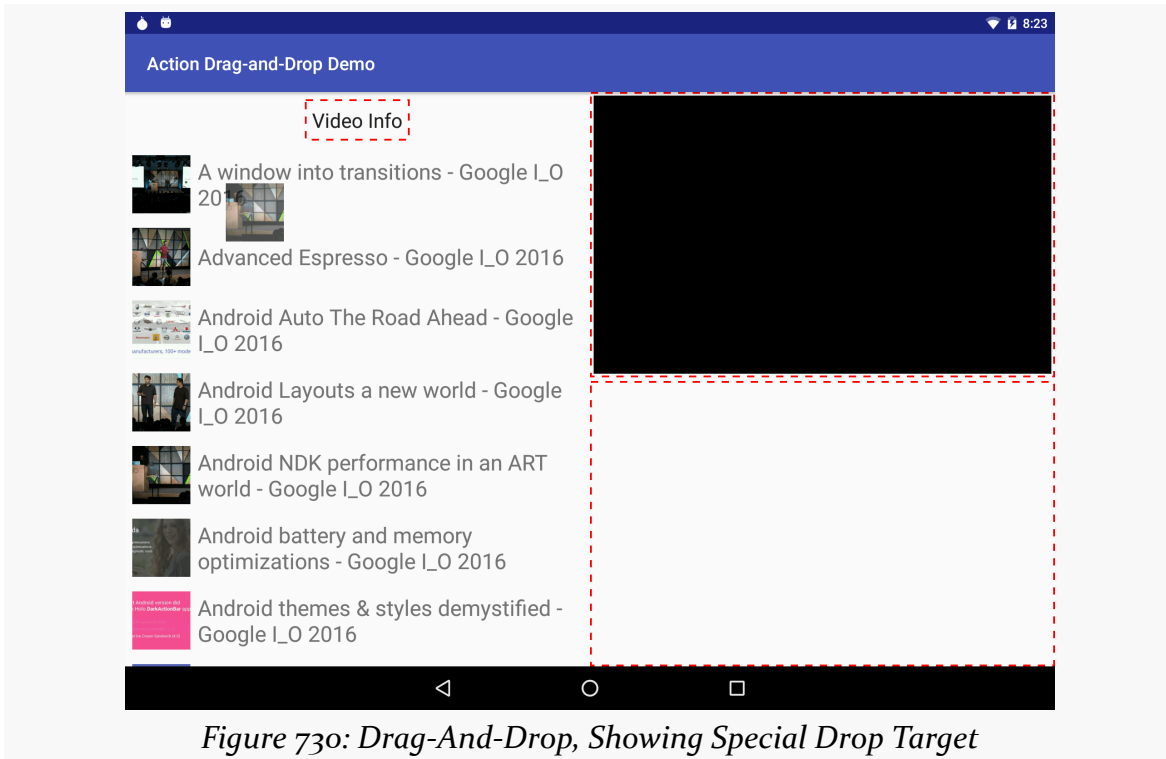 8:23
Action Drag-and-Drop Demo
Video Info
A window into transitions - Google I_O
2016
Advanced Espresso - Google I_O 2016
Android Auto The Road Ahead - Google
I_O 2016
Android Layouts a new world - Google
I_O 2016
Android NDK performance in an ART
world - Google I_O 2016
Android battery and memory
optimizations - Google I_O 2016
Android themes & styles demystified -
Google I_O 2016
Figure 730: Drag-And-Drop, Showing Special Drop Target